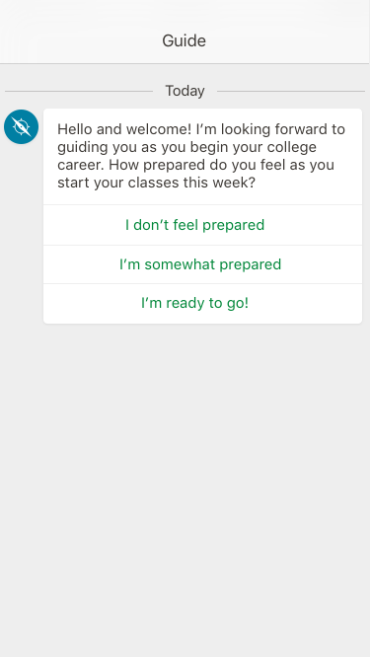 Guide
Today
Hello and welcome! I’m looking forward to
guiding you as you begin your college
career. How prepared do you feel as you
start your classes this week?
I don’t feel prepared
I’m somewhat prepared
I’m ready to go!